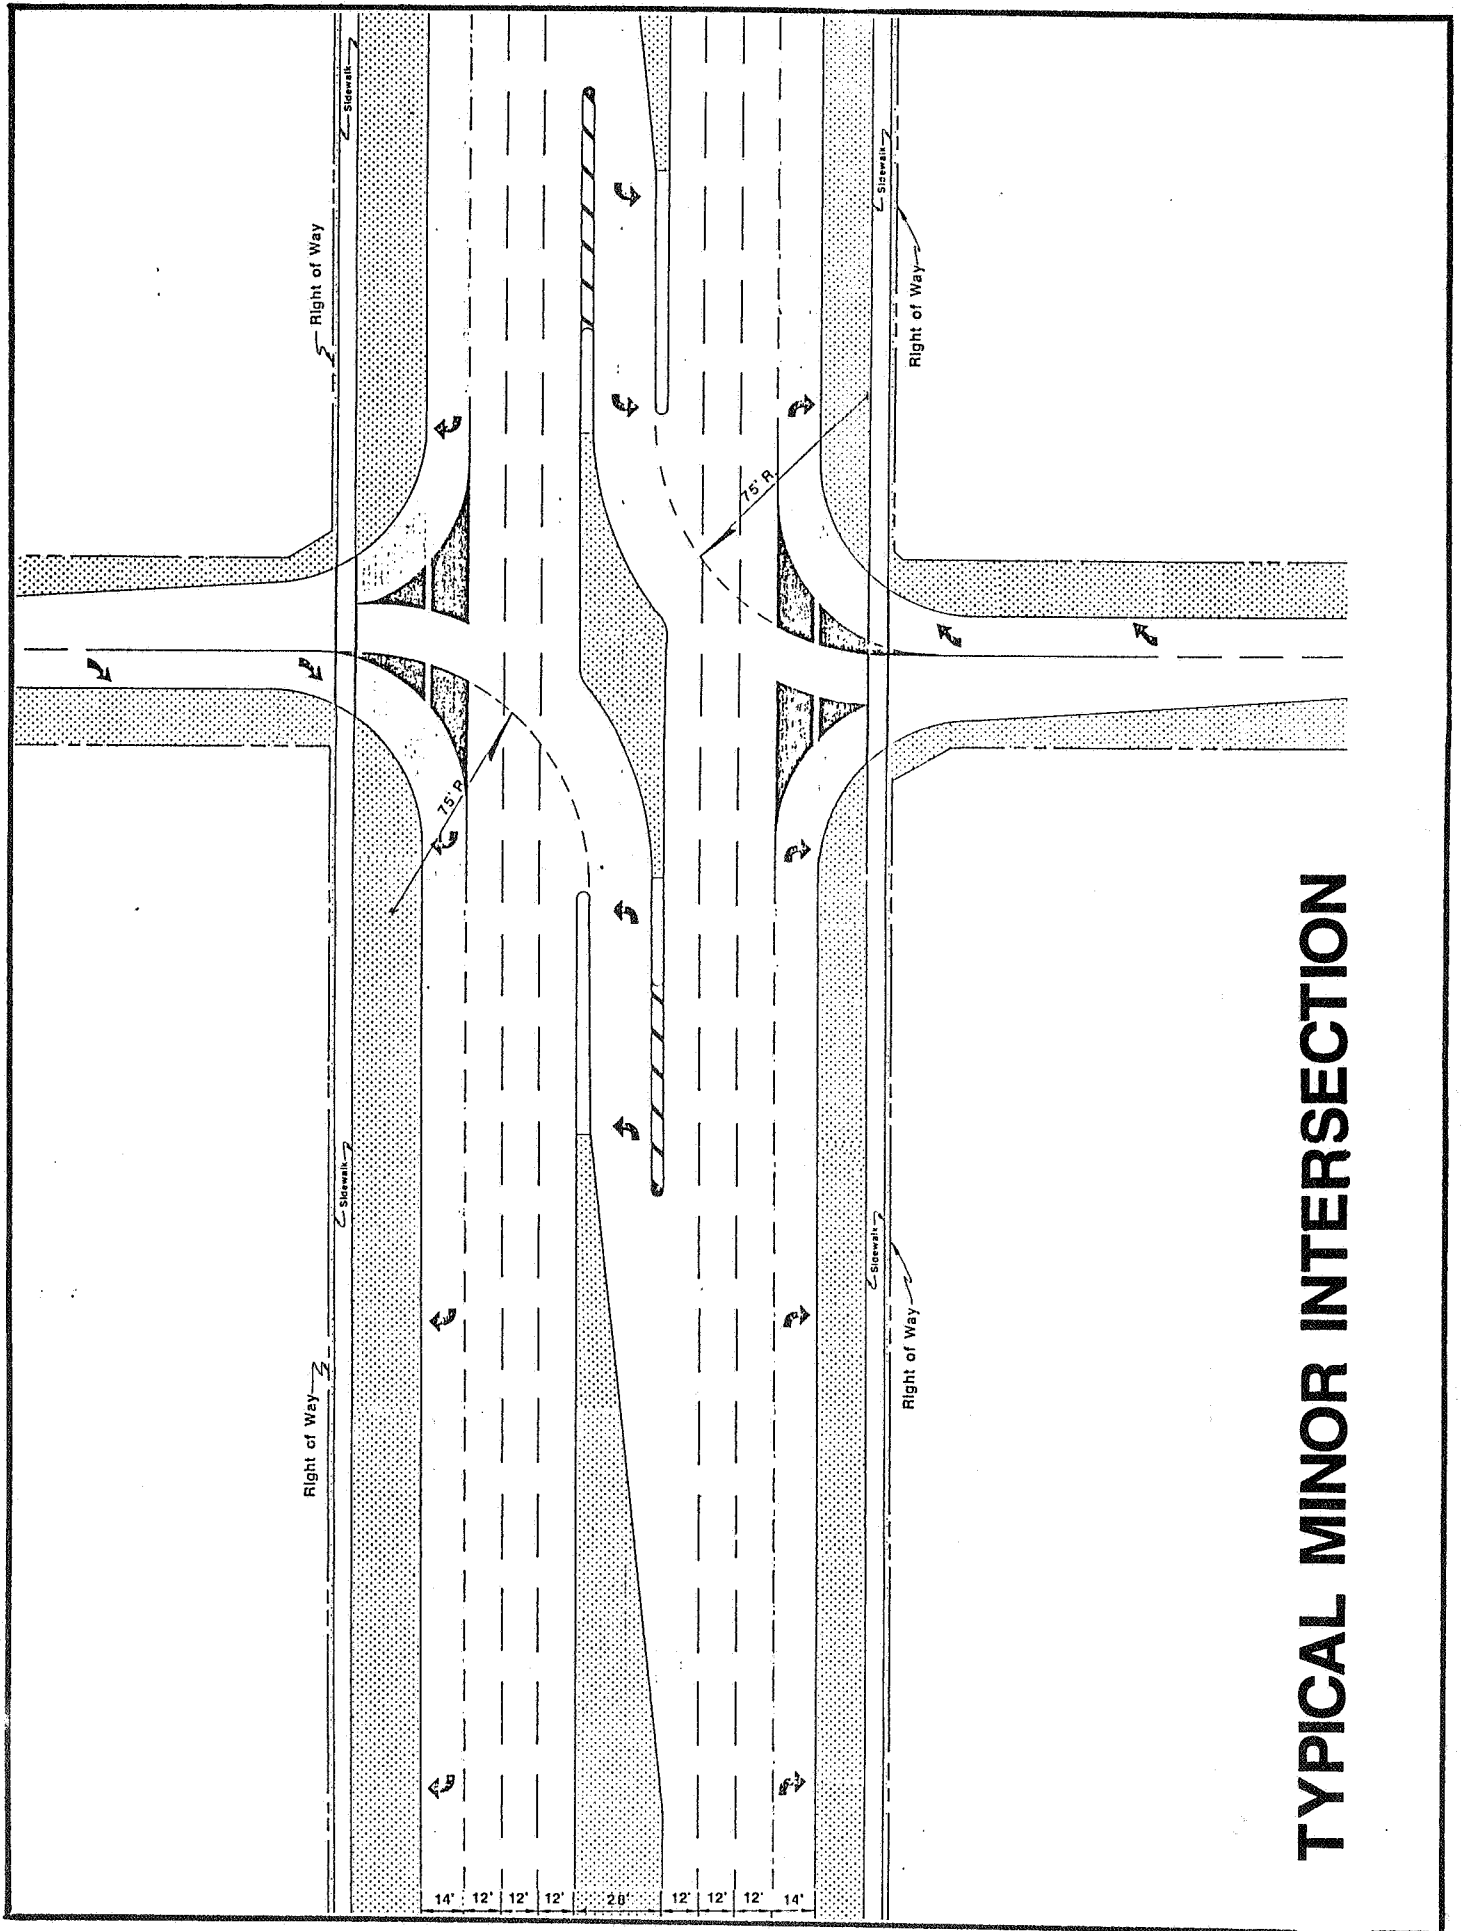 Sidewalk
Sidewalk
Right of Way
Right of Way
75' R.
75' R.
Sidewalk
Sidewalk
Right of Way
Right of Way
14' 12' 12' 12' 28' 12' 12' 12' 14'
TYPICAL MINOR INTERSECTION